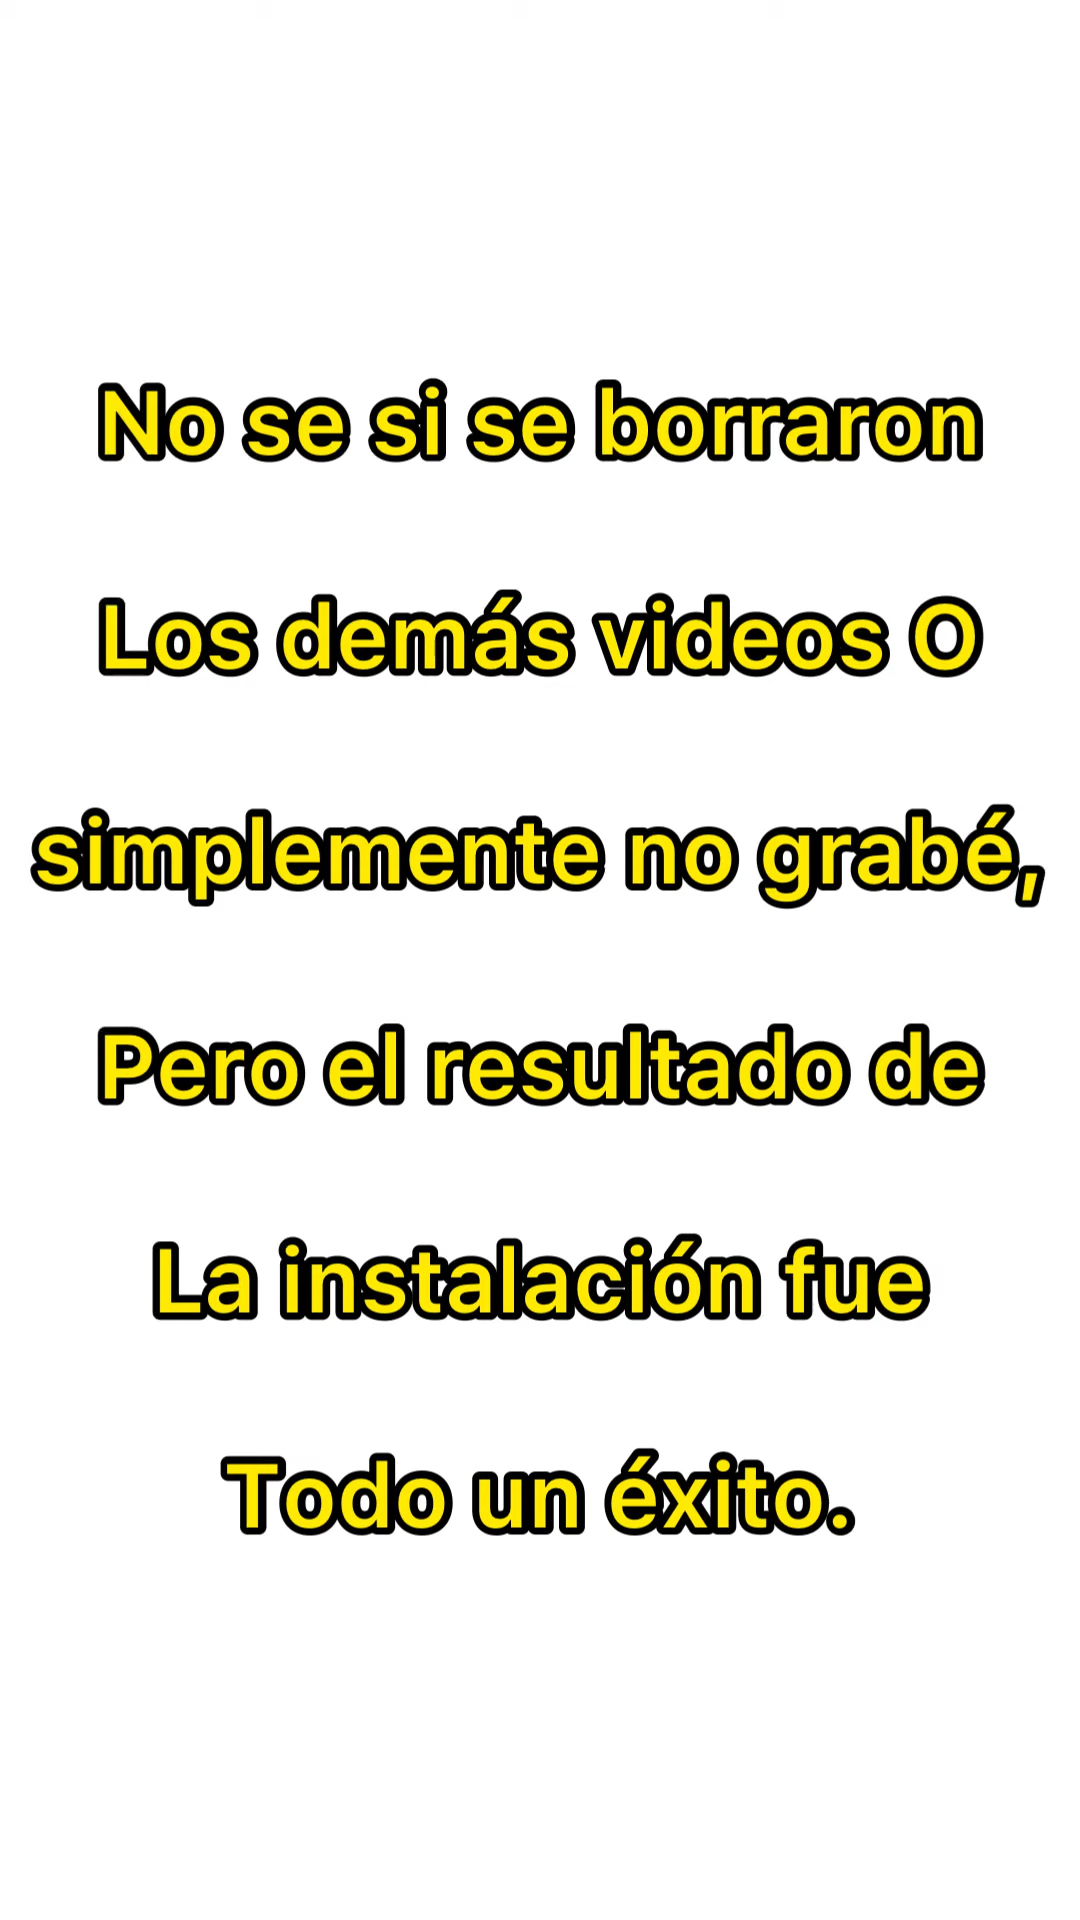 No se si se borraron
Los demás videos O
simplemente no grabé,
Pero el resultado de
La instalación fue
Todo un éxito.